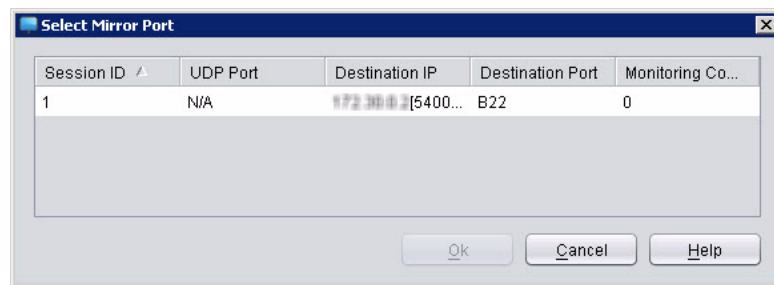 Select Mirror Port
Session ID UDP Port Destination IP Destination Port Monitoring Co...
1 N/A [5400... B22 0
Ok Cancel Help